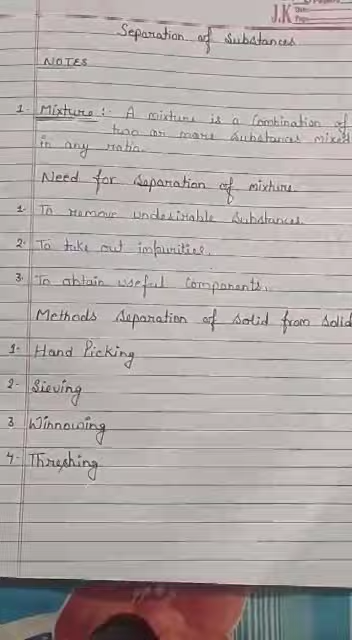 J.K
Date:
Page:
Separation of Substances
NOTES
1. Mixture :- A mixture is a Combination of
two or more substances mixed
in any ratio.
Need for Separation of mixture.
1. To remove undesirable substances
2. To take out impurities.
3. To obtain useful Components.
Methods Separation of solid from solid
1- Hand Picking
2- Sieving
3 Winnowing
4- Threshing